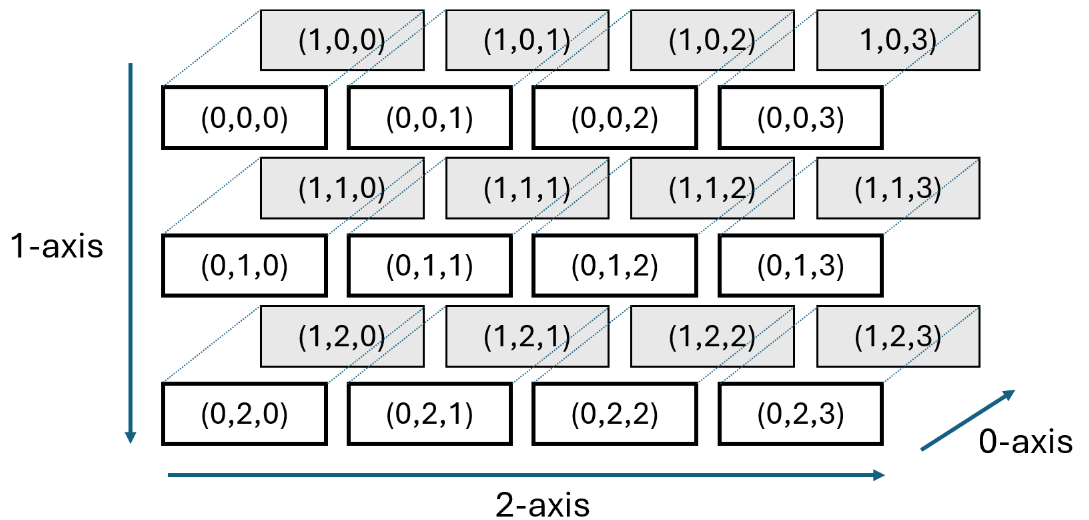 (1,0,0) (1,0,1) (1,0,2) 1,0,3)
(0,0,0) (0,0,1) (0,0,2) (0,0,3)
(1,1,0) (1,1,1) (1,1,2) (1,1,3)
1-axis
(0,1,0) (0,1,1) (0,1,2) (0,1,3)
(1,2,0) (1,2,1) (1,2,2) (1,2,3)
(0,2,0) (0,2,1) (0,2,2) (0,2,3)
0-axis
2-axis